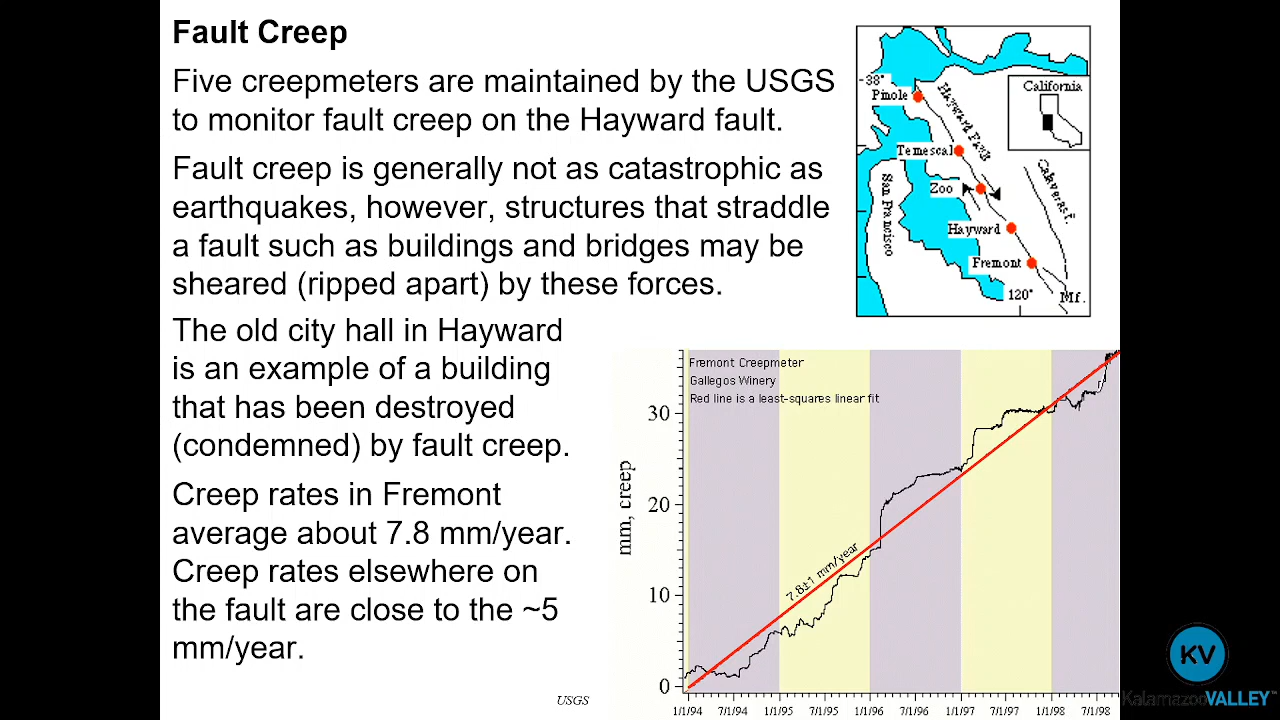 Fault Creep
Five creepmeters are maintained by the USGS
to monitor fault creep on the Hayward fault.
Fault creep is generally not as catastrophic as
earthquakes, however, structures that straddle
a fault such as buildings and bridges may be
sheared (ripped apart) by these forces.
The old city hall in Hayward
is an example of a building
that has been destroyed
(condemned) by fault creep.
Creep rates in Fremont
average about 7.8 mm/year.
Creep rates elsewhere on
the fault are close to the ~5
mm/year.
USGS
-38°
Pinole
Hayward Fault
California
Temescal
Zoo
San Francisco
Calaveras f.
Hayward
Fremont
120°
Mf.
Fremont Creepmeter
Gallegos Winery
Red line is a least-squares linear fit
mm, creep
30
20
10
0
7.8±1 mm/year
1/1/94 7/1/94 1/1/95 7/1/95 1/1/96 7/1/96 1/1/97 7/1/97 1/1/98 7/1/98
KV
KalamazooVALLEY™